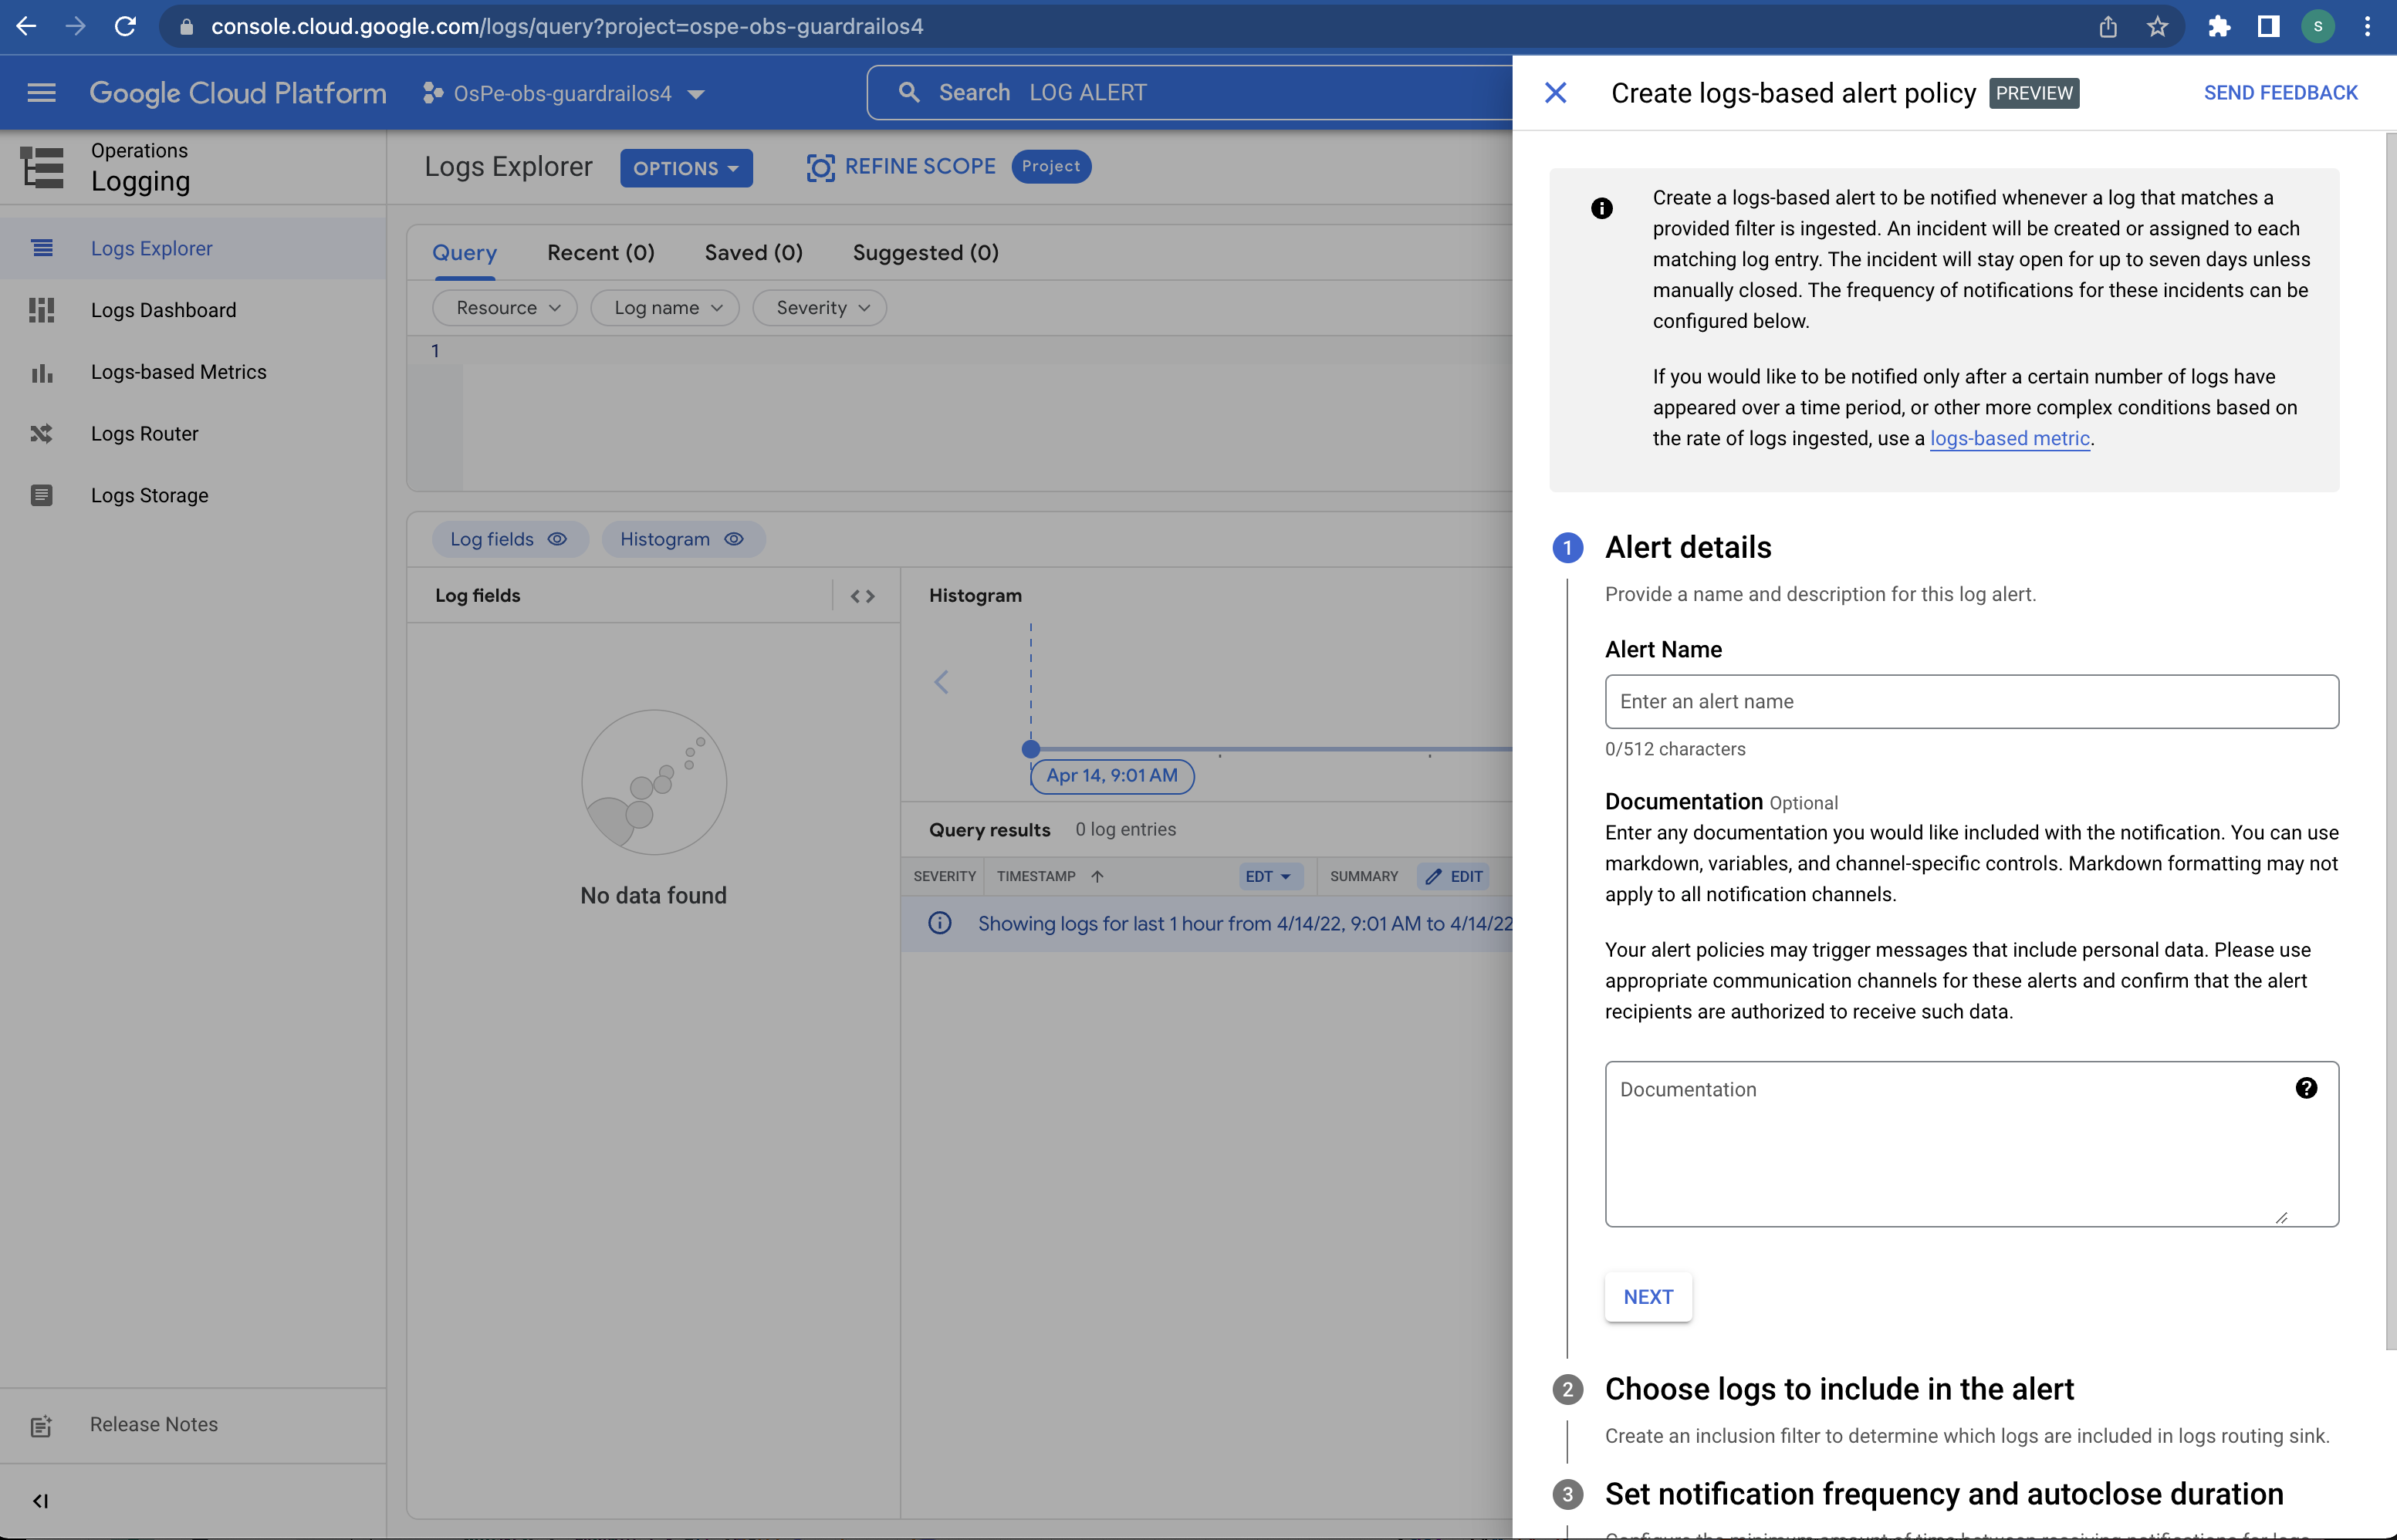 console.cloud.google.com/logs/query?project=ospe-obs-guardrailos4
S
Google Cloud Platform
OsPe-obs-guardrailos4
Search LOG ALERT
Operations
Logging
Logs Explorer
Logs Dashboard
Logs-based Metrics
Logs Router
Logs Storage
Release Notes
Logs Explorer
OPTIONS
REFINE SCOPE
Project
Query
Recent (0)
Saved (0)
Suggested (0)
Resource
Log name
Severity
1
Log fields
Histogram
Log fields
No data found
Histogram
Apr 14, 9:01 AM
Query results 0 log entries
SEVERITY
TIMESTAMP
EDT
SUMMARY
EDIT
Showing logs for last 1 hour from 4/14/22, 9:01 AM to 4/14/22
Create logs-based alert policy
PREVIEW
SEND FEEDBACK
Create a logs-based alert to be notified whenever a log that matches a
provided filter is ingested. An incident will be created or assigned to each
matching log entry. The incident will stay open for up to seven days unless
manually closed. The frequency of notifications for these incidents can be
configured below.
If you would like to be notified only after a certain number of logs have
appeared over a time period, or other more complex conditions based on
the rate of logs ingested, use a logs-based metric.
1 Alert details
Provide a name and description for this log alert.
Alert Name
Enter an alert name
0/512 characters
Documentation Optional
Enter any documentation you would like included with the notification. You can use
markdown, variables, and channel-specific controls. Markdown formatting may not
apply to all notification channels.
Your alert policies may trigger messages that include personal data. Please use
appropriate communication channels for these alerts and confirm that the alert
recipients are authorized to receive such data.
Documentation
NEXT
2 Choose logs to include in the alert
Create an inclusion filter to determine which logs are included in logs routing sink.
3 Set notification frequency and autoclose duration